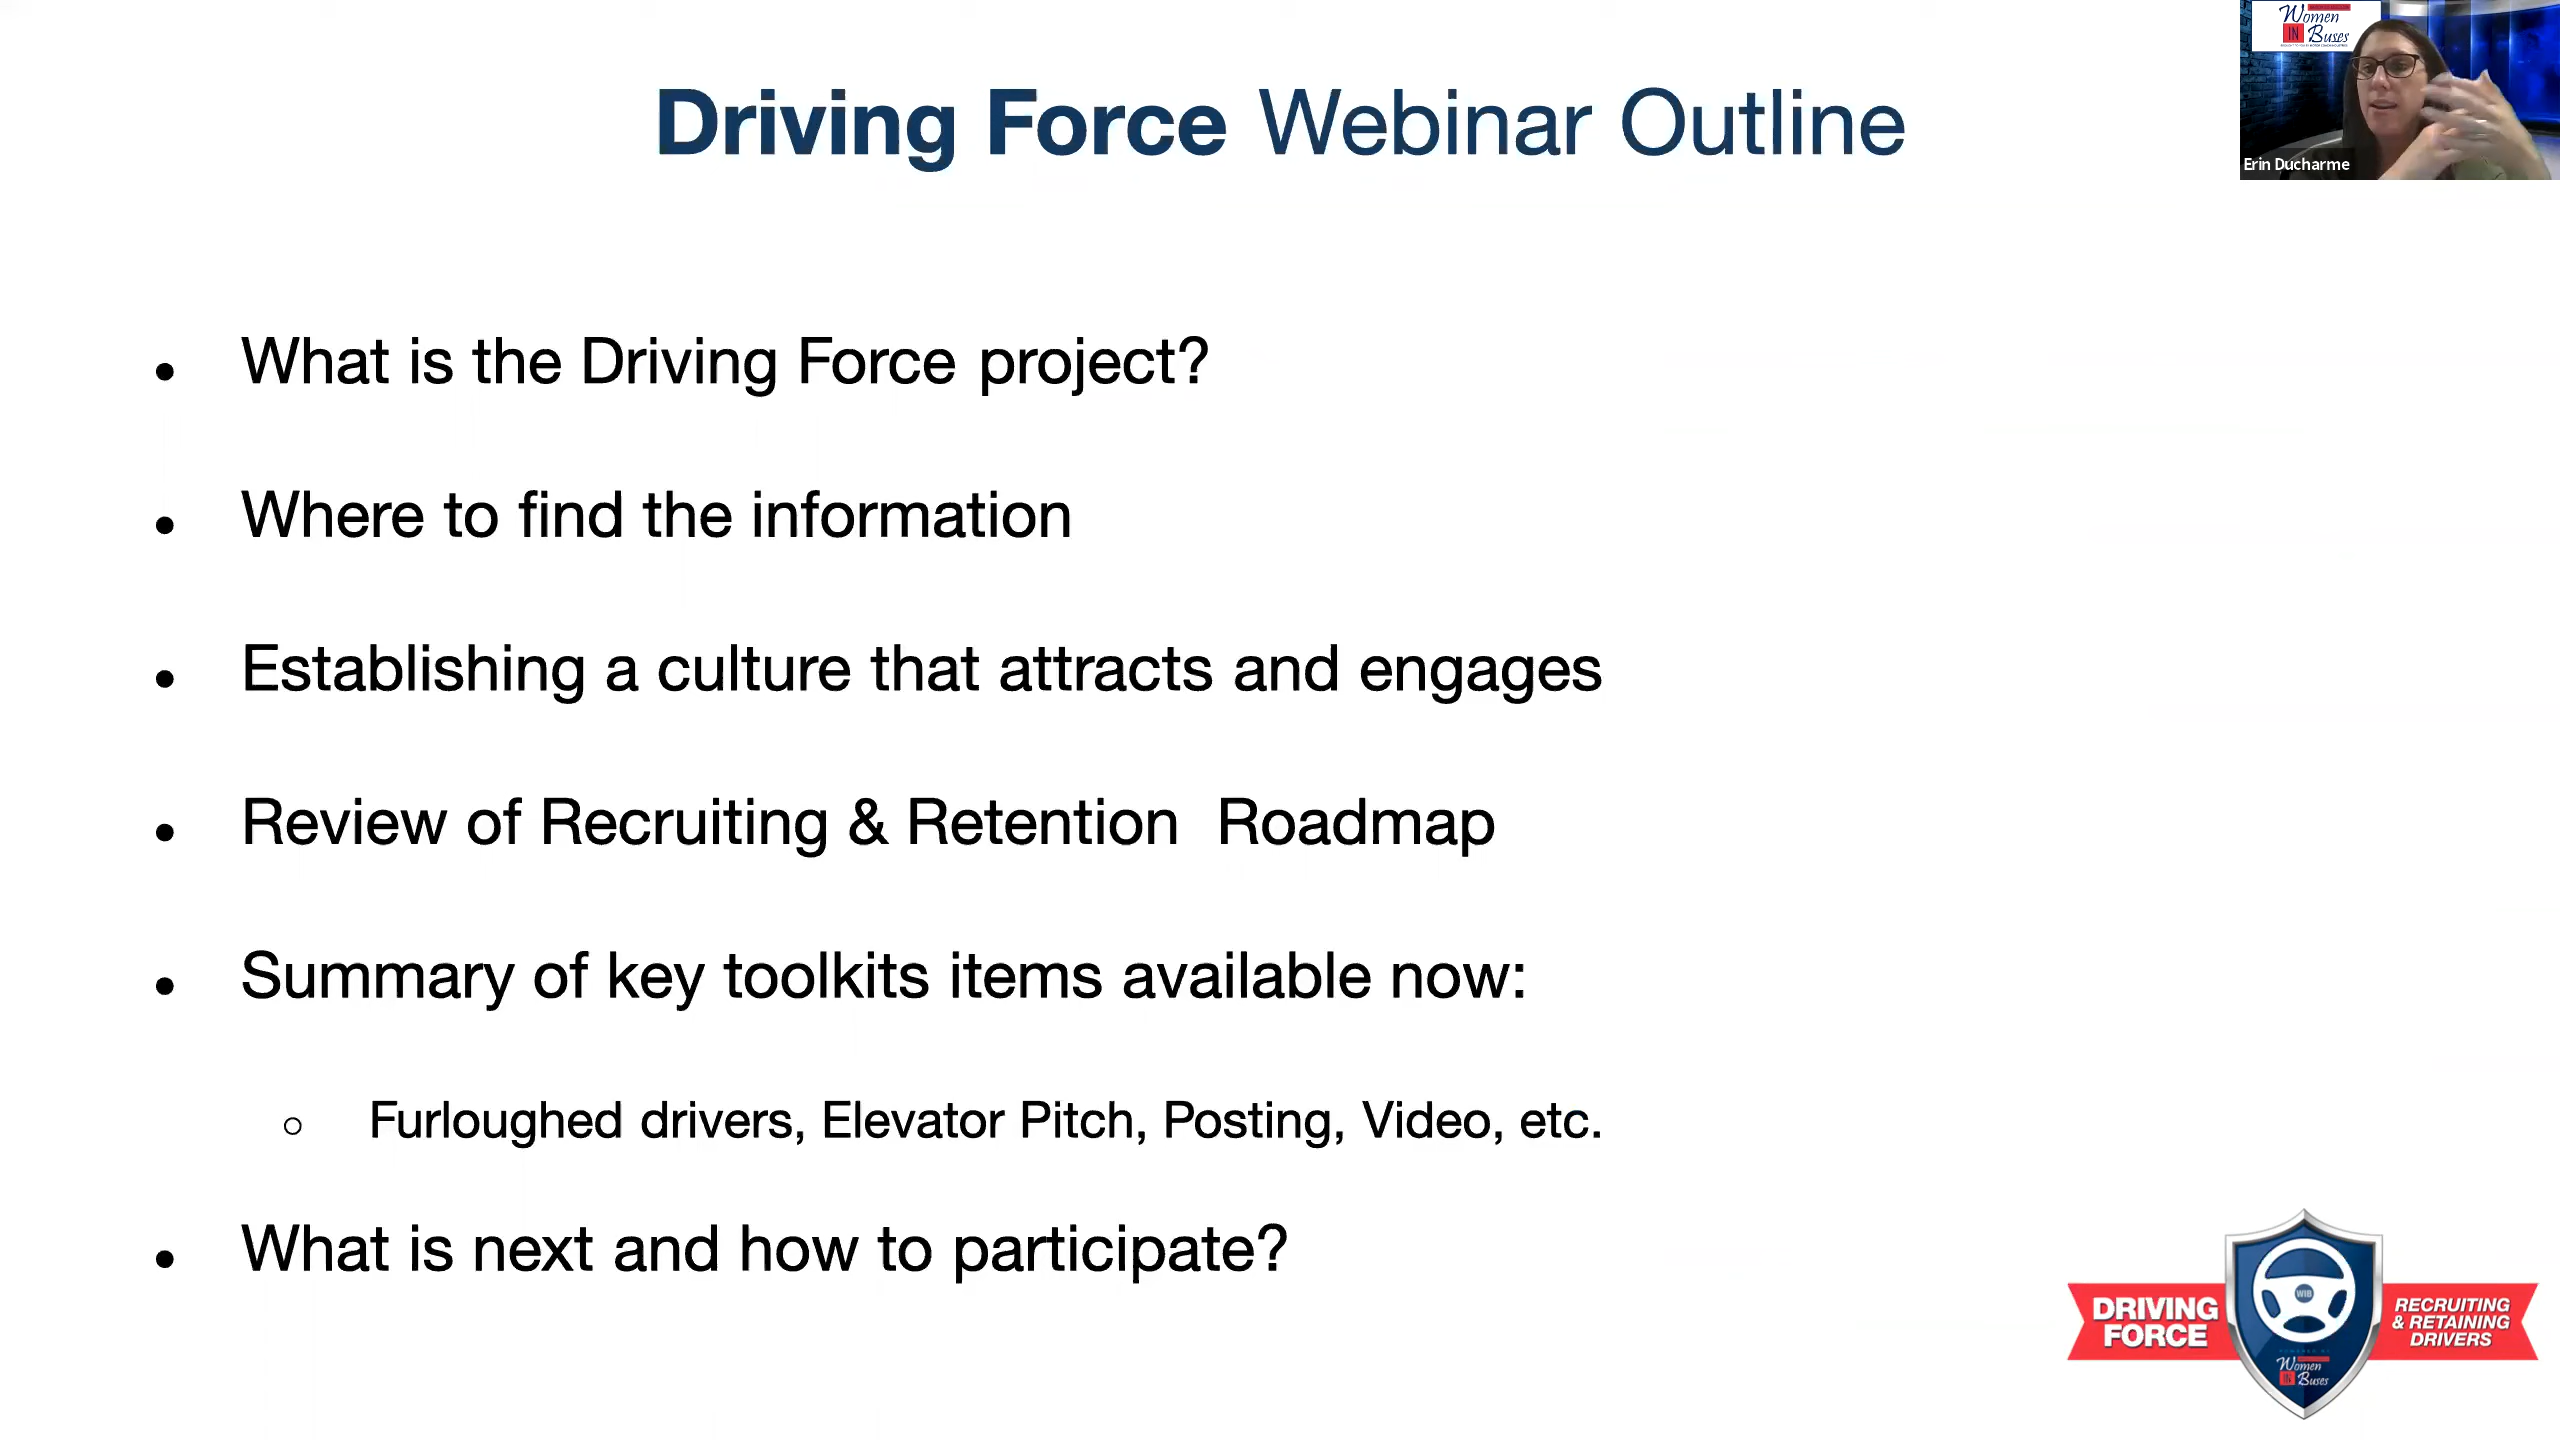 Driving Force Webinar Outline
Women
IN Buses
Erin Ducharme
• What is the Driving Force project?
• Where to find the information
• Establishing a culture that attracts and engages
• Review of Recruiting & Retention Roadmap
• Summary of key toolkits items available now:
○ Furloughed drivers, Elevator Pitch, Posting, Video, etc.
• What is next and how to participate?
DRIVING
FORCE
WIB
RECRUITING
& RETAINING
DRIVERS
POWERED BY
Women
IN Buses